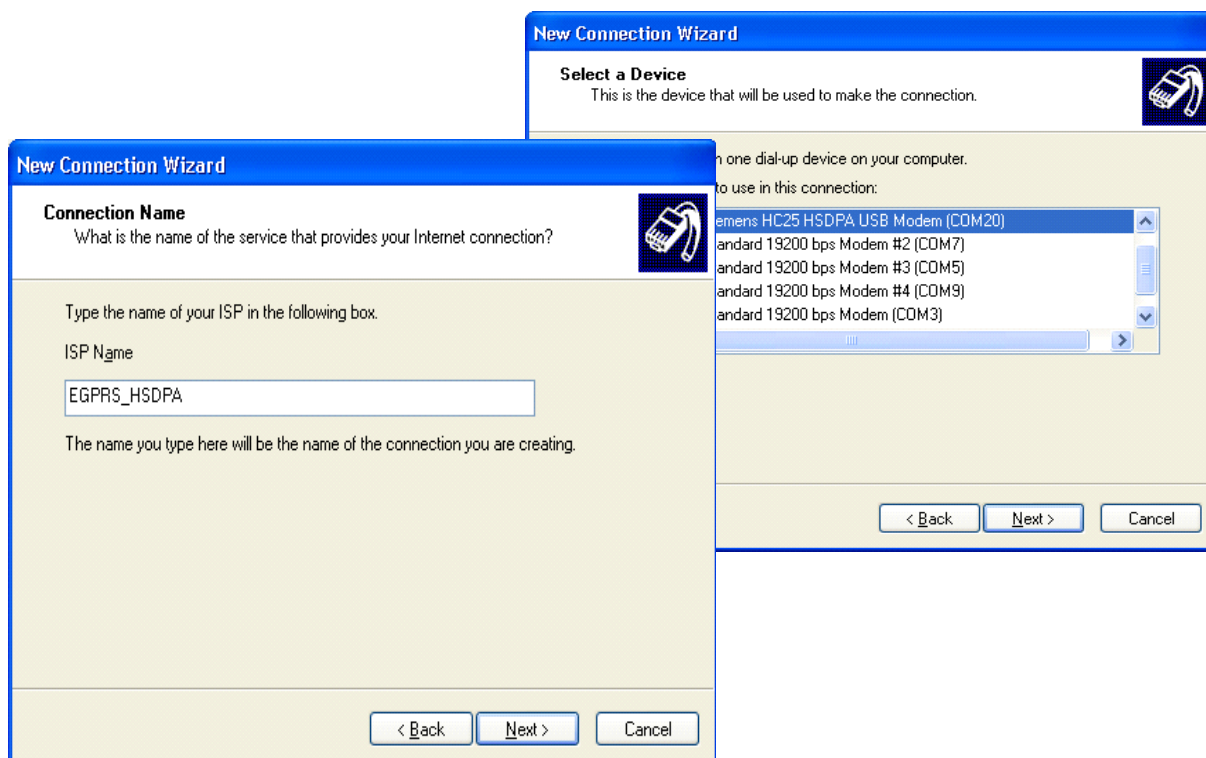 New Connection Wizard
Select a Device
This is the device that will be used to make the connection.
one dial-up device on your computer.
to use in this connection:
emens HC25 HSDPA USB Modem (COM20)
andard 19200 bps Modem #2 (COM7)
andard 19200 bps Modem #3 (COM5)
andard 19200 bps Modem #4 (COM9)
andard 19200 bps Modem (COM3)
< Back
Next >
Cancel
New Connection Wizard
Connection Name
What is the name of the service that provides your Internet connection?
Type the name of your ISP in the following box.
ISP Name
EGPRS_HSDPA
The name you type here will be the name of the connection you are creating.
< Back
Next >
Cancel